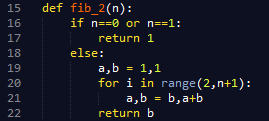 15 def fib_2(n):
16     if n==0 or n==1:
17         return 1
18     else:
19         a,b = 1,1
20         for i in range(2,n+1):
21             a,b = b,a+b
22         return b